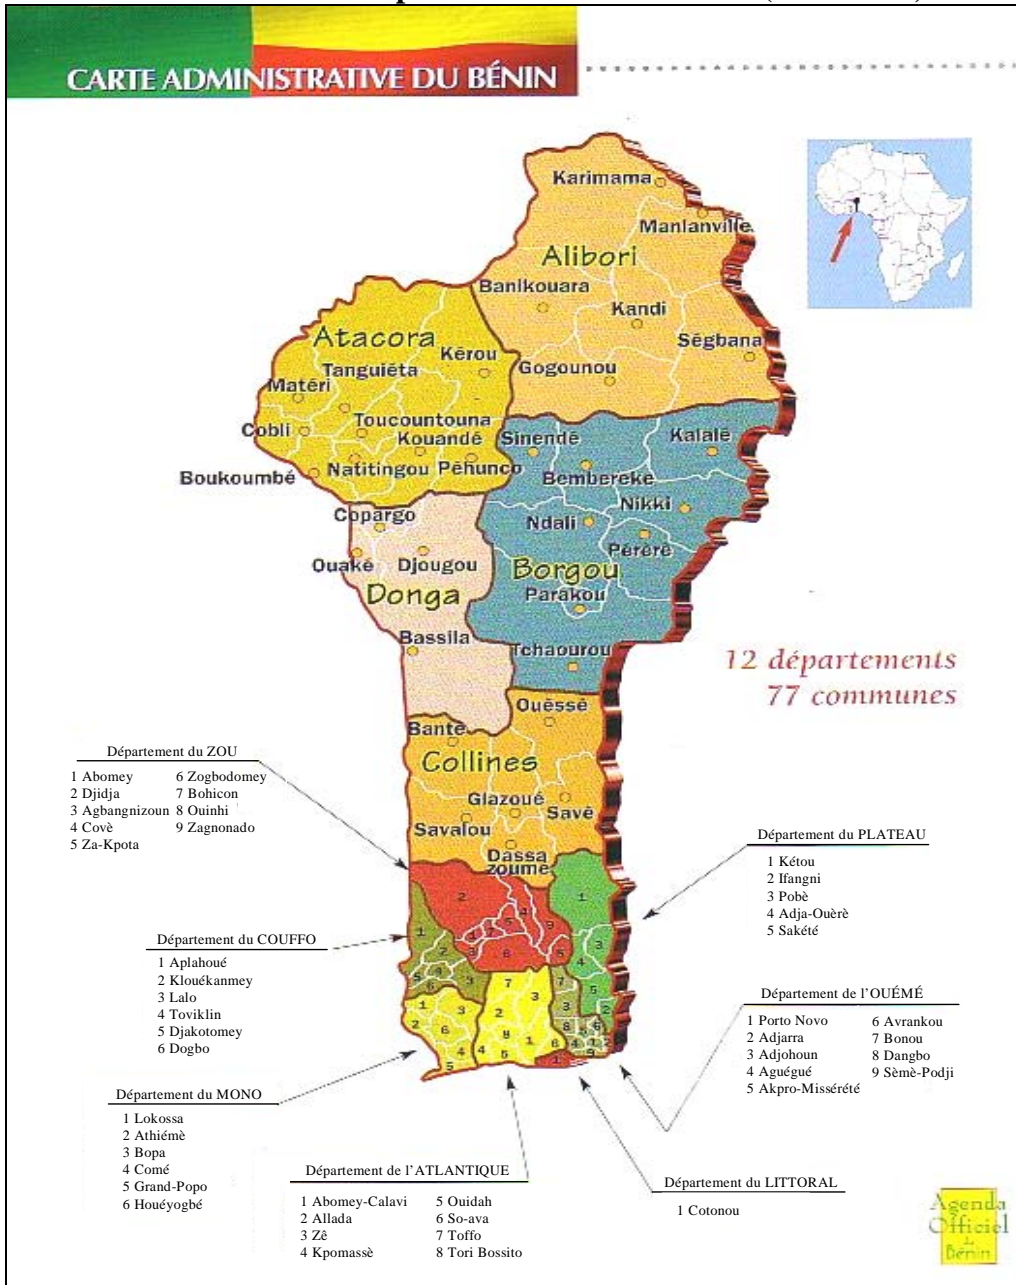 CARTE ADMINISTRATIVE DU BÉNIN
Karimama
Manlanville
Alibori
Banikouara
Kandi
Ségbana
Gogounou
Atacora
Kérou
Tanguiéta
Matéri
Toucountouna
Cobli
Kouandé
Boukoumbé
Natitingou
Péhunco
Sinendé
Kalalé
Bembereke
Nikki
Ndali
Pèrèrè
Borgou
Parakou
Tchaourou
Copargo
Ouaké
Djougou
Donga
Bassila
12 départements
77 communes
Ouèssè
Bantè
Collines
Glazoué
Savalou
Savè
Dassa
zoumé
Département du ZOU
1 Abomey
2 Djidja
3 Agbangnizoun
4 Covè
5 Za-Kpota
6 Zogbodomey
7 Bohicon
8 Ouinhi
9 Zagnonado
Département du PLATEAU
1 Kétou
2 Ifangni
3 Pobè
4 Adja-Ouèrè
5 Sakété
Département du COUFFO
1 Aplahoué
2 Klouékanmey
3 Lalo
4 Toviklin
5 Djakotomey
6 Dogbo
Département de l'OUÉMÉ
1 Porto Novo
2 Adjarra
3 Adjohoun
4 Aguégué
5 Akpro-Missérété
6 Avrankou
7 Bonou
8 Dangbo
9 Sèmè-Podji
Département du MONO
1 Lokossa
2 Athiémè
3 Bopa
4 Comé
5 Grand-Popo
6 Houéyogbé
Département de l'ATLANTIQUE
1 Abomey-Calavi
2 Allada
3 Zê
4 Kpomassè
5 Ouidah
6 So-ava
7 Toffo
8 Tori Bossito
Département du LITTORAL
1 Cotonou
Agenda
Officiel
du
Bénin